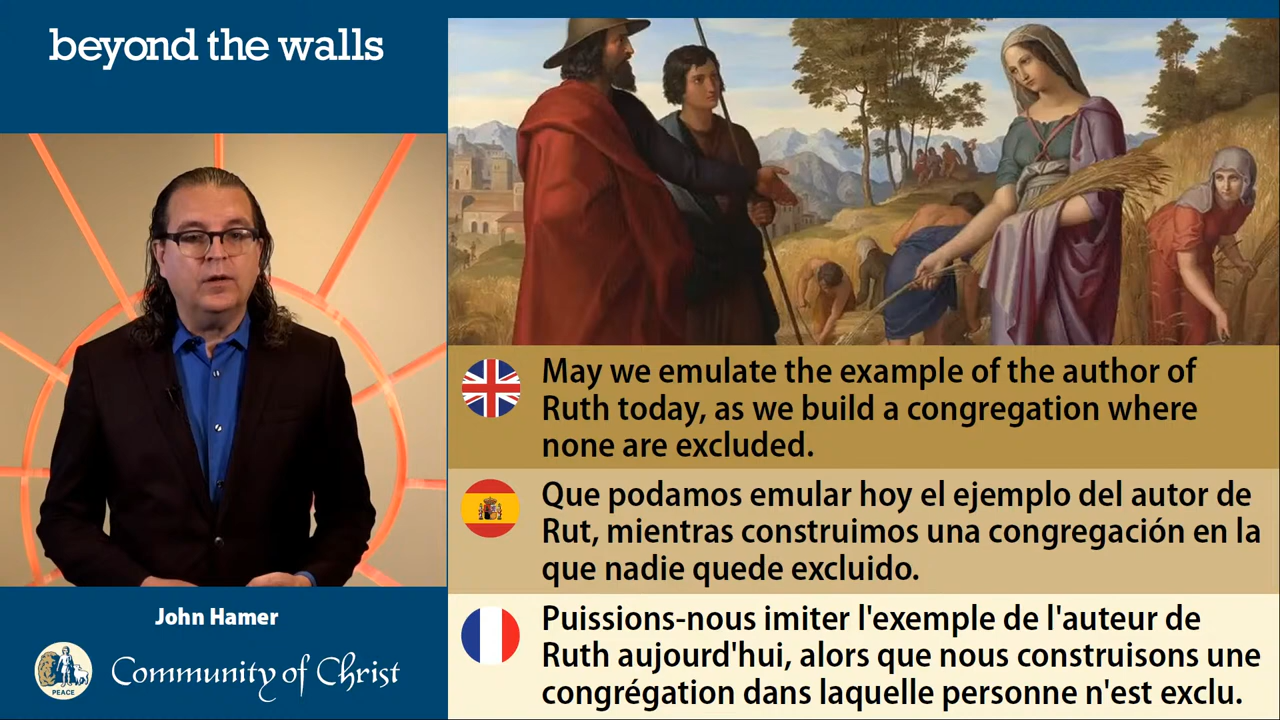 beyond the walls
May we emulate the example of the author of
Ruth today, as we build a congregation where
none are excluded.
Que podamos emular hoy el ejemplo del autor de
Rut, mientras construimos una congregación en la
que nadie quede excluido.
Puissions-nous imiter l'exemple de l'auteur de
Ruth aujourd'hui, alors que nous construisons une
congrégation dans laquelle personne n'est exclu.
John Hamer
Community of Christ
PEACE